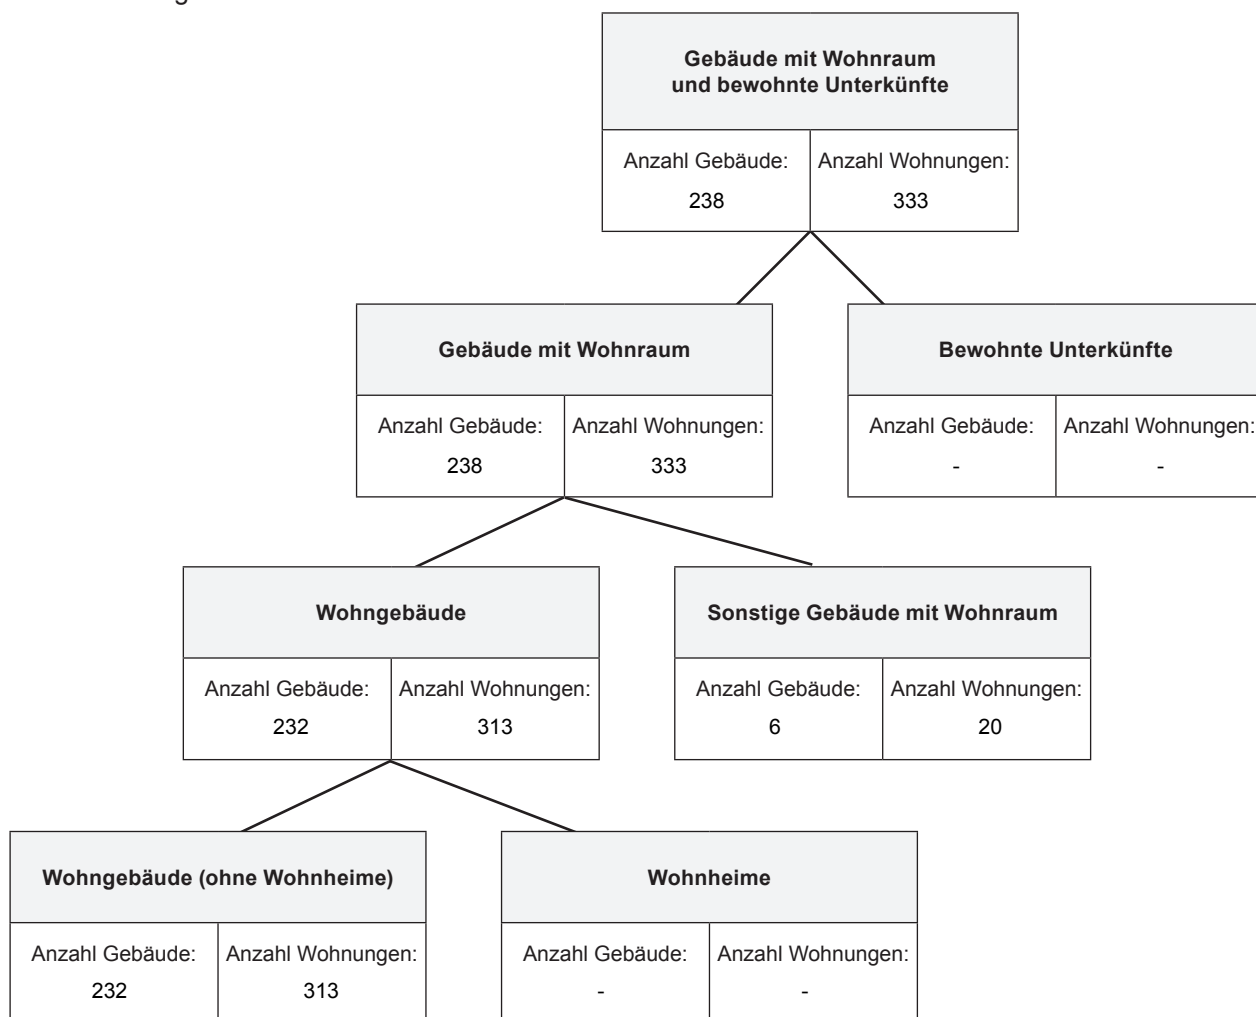 Gebäude mit Wohnraum
und bewohnte Unterkünfte
Anzahl Gebäude: Anzahl Wohnungen:
238 333
Gebäude mit Wohnraum
Anzahl Gebäude: Anzahl Wohnungen:
238 333
Bewohnte Unterkünfte
Anzahl Gebäude: Anzahl Wohnungen:
- -
Wohngebäude
Anzahl Gebäude: Anzahl Wohnungen:
232 313
Sonstige Gebäude mit Wohnraum
Anzahl Gebäude: Anzahl Wohnungen:
6 20
Wohngebäude (ohne Wohnheime)
Anzahl Gebäude: Anzahl Wohnungen:
232 313
Wohnheime
Anzahl Gebäude: Anzahl Wohnungen:
- -